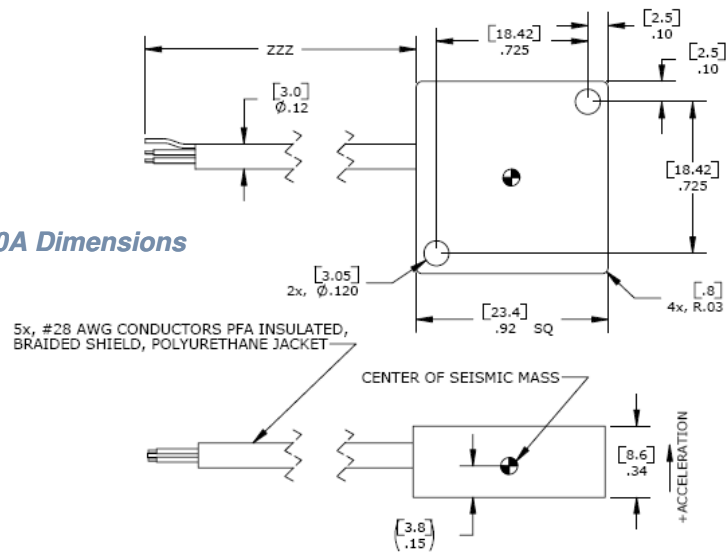 [2.5]
.10
[18.42]
.725
[2.5]
.10
ZZZ
[3.0]
Ø.12
[18.42]
.725
0A Dimensions
[3.05]
2x, Ø.120
[.8]
4x, R.03
[23.4]
.92 SQ
5x, #28 AWG CONDUCTORS PFA INSULATED,
BRAIDED SHIELD, POLYURETHANE JACKET
CENTER OF SEISMIC MASS
[8.6]
.34
+ACCELERATION
([3.8]
.15)